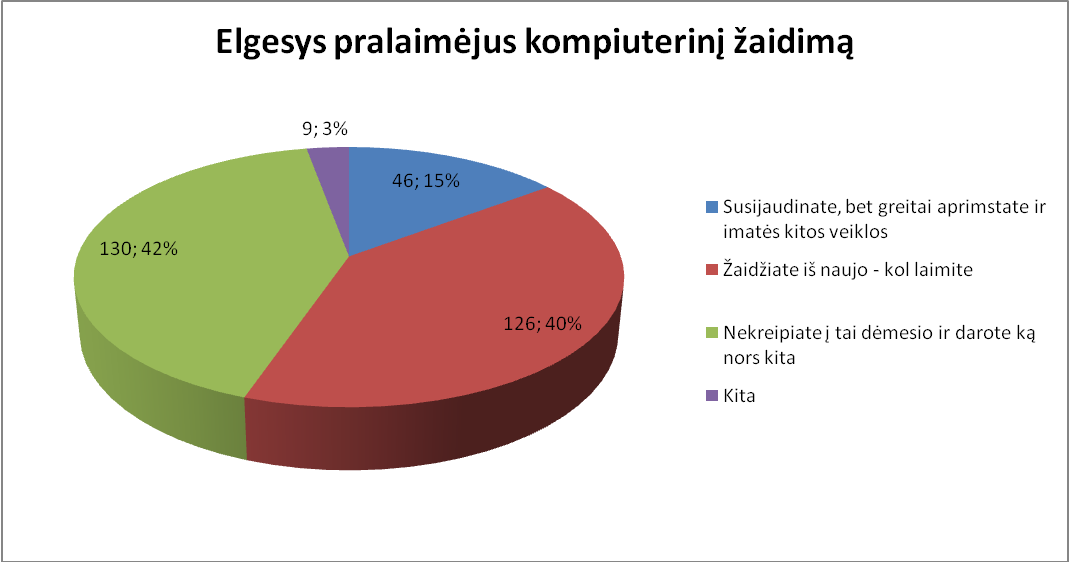 Elgesys pralaimėjus kompiuterinį žaidimą
9; 3%
46; 15%
130; 42%
126; 40%
Susijaudinate, bet greitai aprimstate ir
imatės kitos veiklos
Žaidžiate iš naujo - kol laimite
Nekreipiate į tai dėmesio ir darote ką
nors kita
Kita